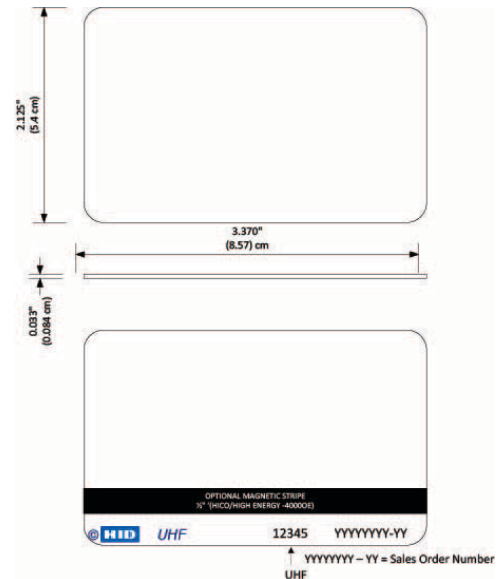 2.125"
(5.4 cm)
3.370"
(8.57) cm
0.033"
(0.084 cm)
OPTIONAL MAGNETIC STRIPE
½" '(HICO/HIGH ENERGY -4000OE)
© HID UHF 12345 YYYYYYYY-YY
YYYYYYYY – YY = Sales Order Number
UHF